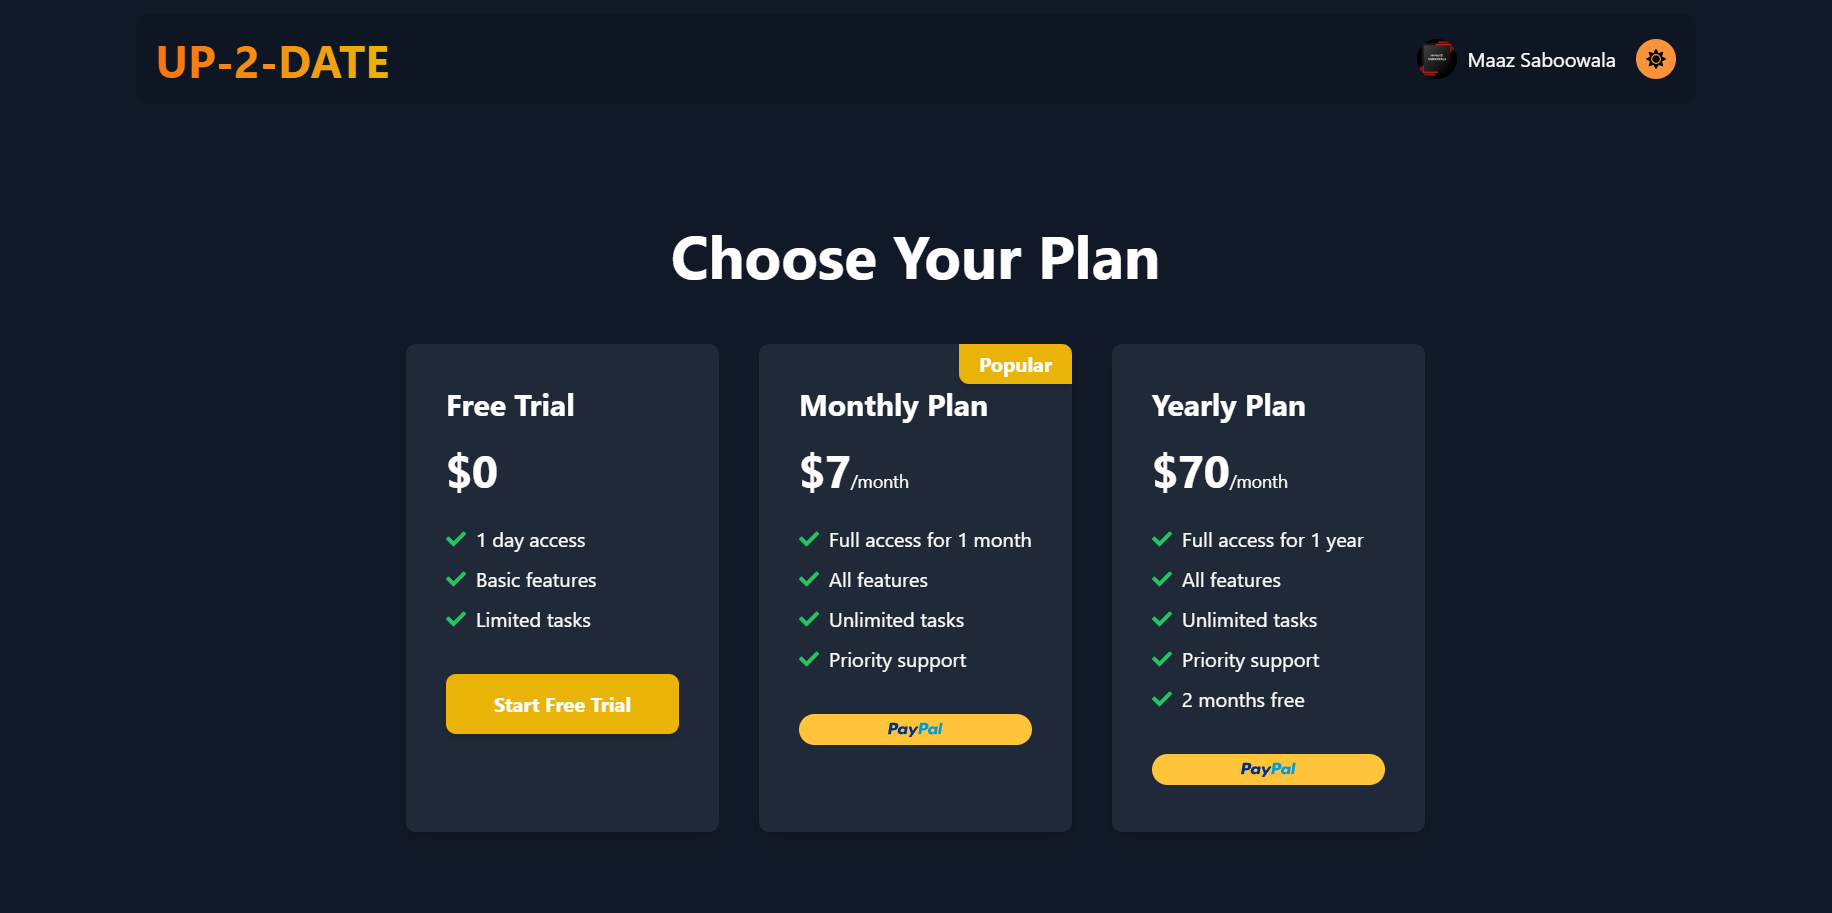 UP-2-DATE
Maaz Saboowala
Choose Your Plan
Free Trial
$0
1 day access
Basic features
Limited tasks
Start Free Trial
Popular
Monthly Plan
$7/month
Full access for 1 month
All features
Unlimited tasks
Priority support
PayPal
Yearly Plan
$70/month
Full access for 1 year
All features
Unlimited tasks
Priority support
2 months free
PayPal